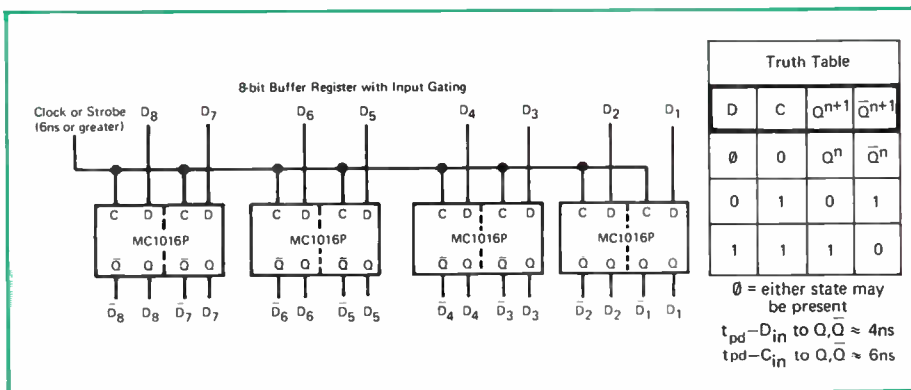 8-bit Buffer Register with Input Gating
Clock or Strobe
(6ns or greater)
D8 D7 D6 D5 D4 D3 D2 D1
C D C D C D C D C D C D C D C D
MC1016P MC1016P MC1016P MC1016P
Q̄ Q Q̄ Q Q̄ Q Q̄ Q Q̄ Q Q̄ Q Q̄ Q Q̄ Q
D̄8 D8 D̄7 D7 D̄6 D6 D̄5 D5 D̄4 D4 D̄3 D3 D̄2 D2 D̄1 D1
Truth Table
D C Qn+1 Q̄n+1
Ø 0 Qn Q̄n
0 1 0 1
1 1 1 0
Ø = either state may
be present
tpd–Din to Q,Q̄ ≈ 4ns
tpd–Cin to Q,Q̄ ≈ 6ns